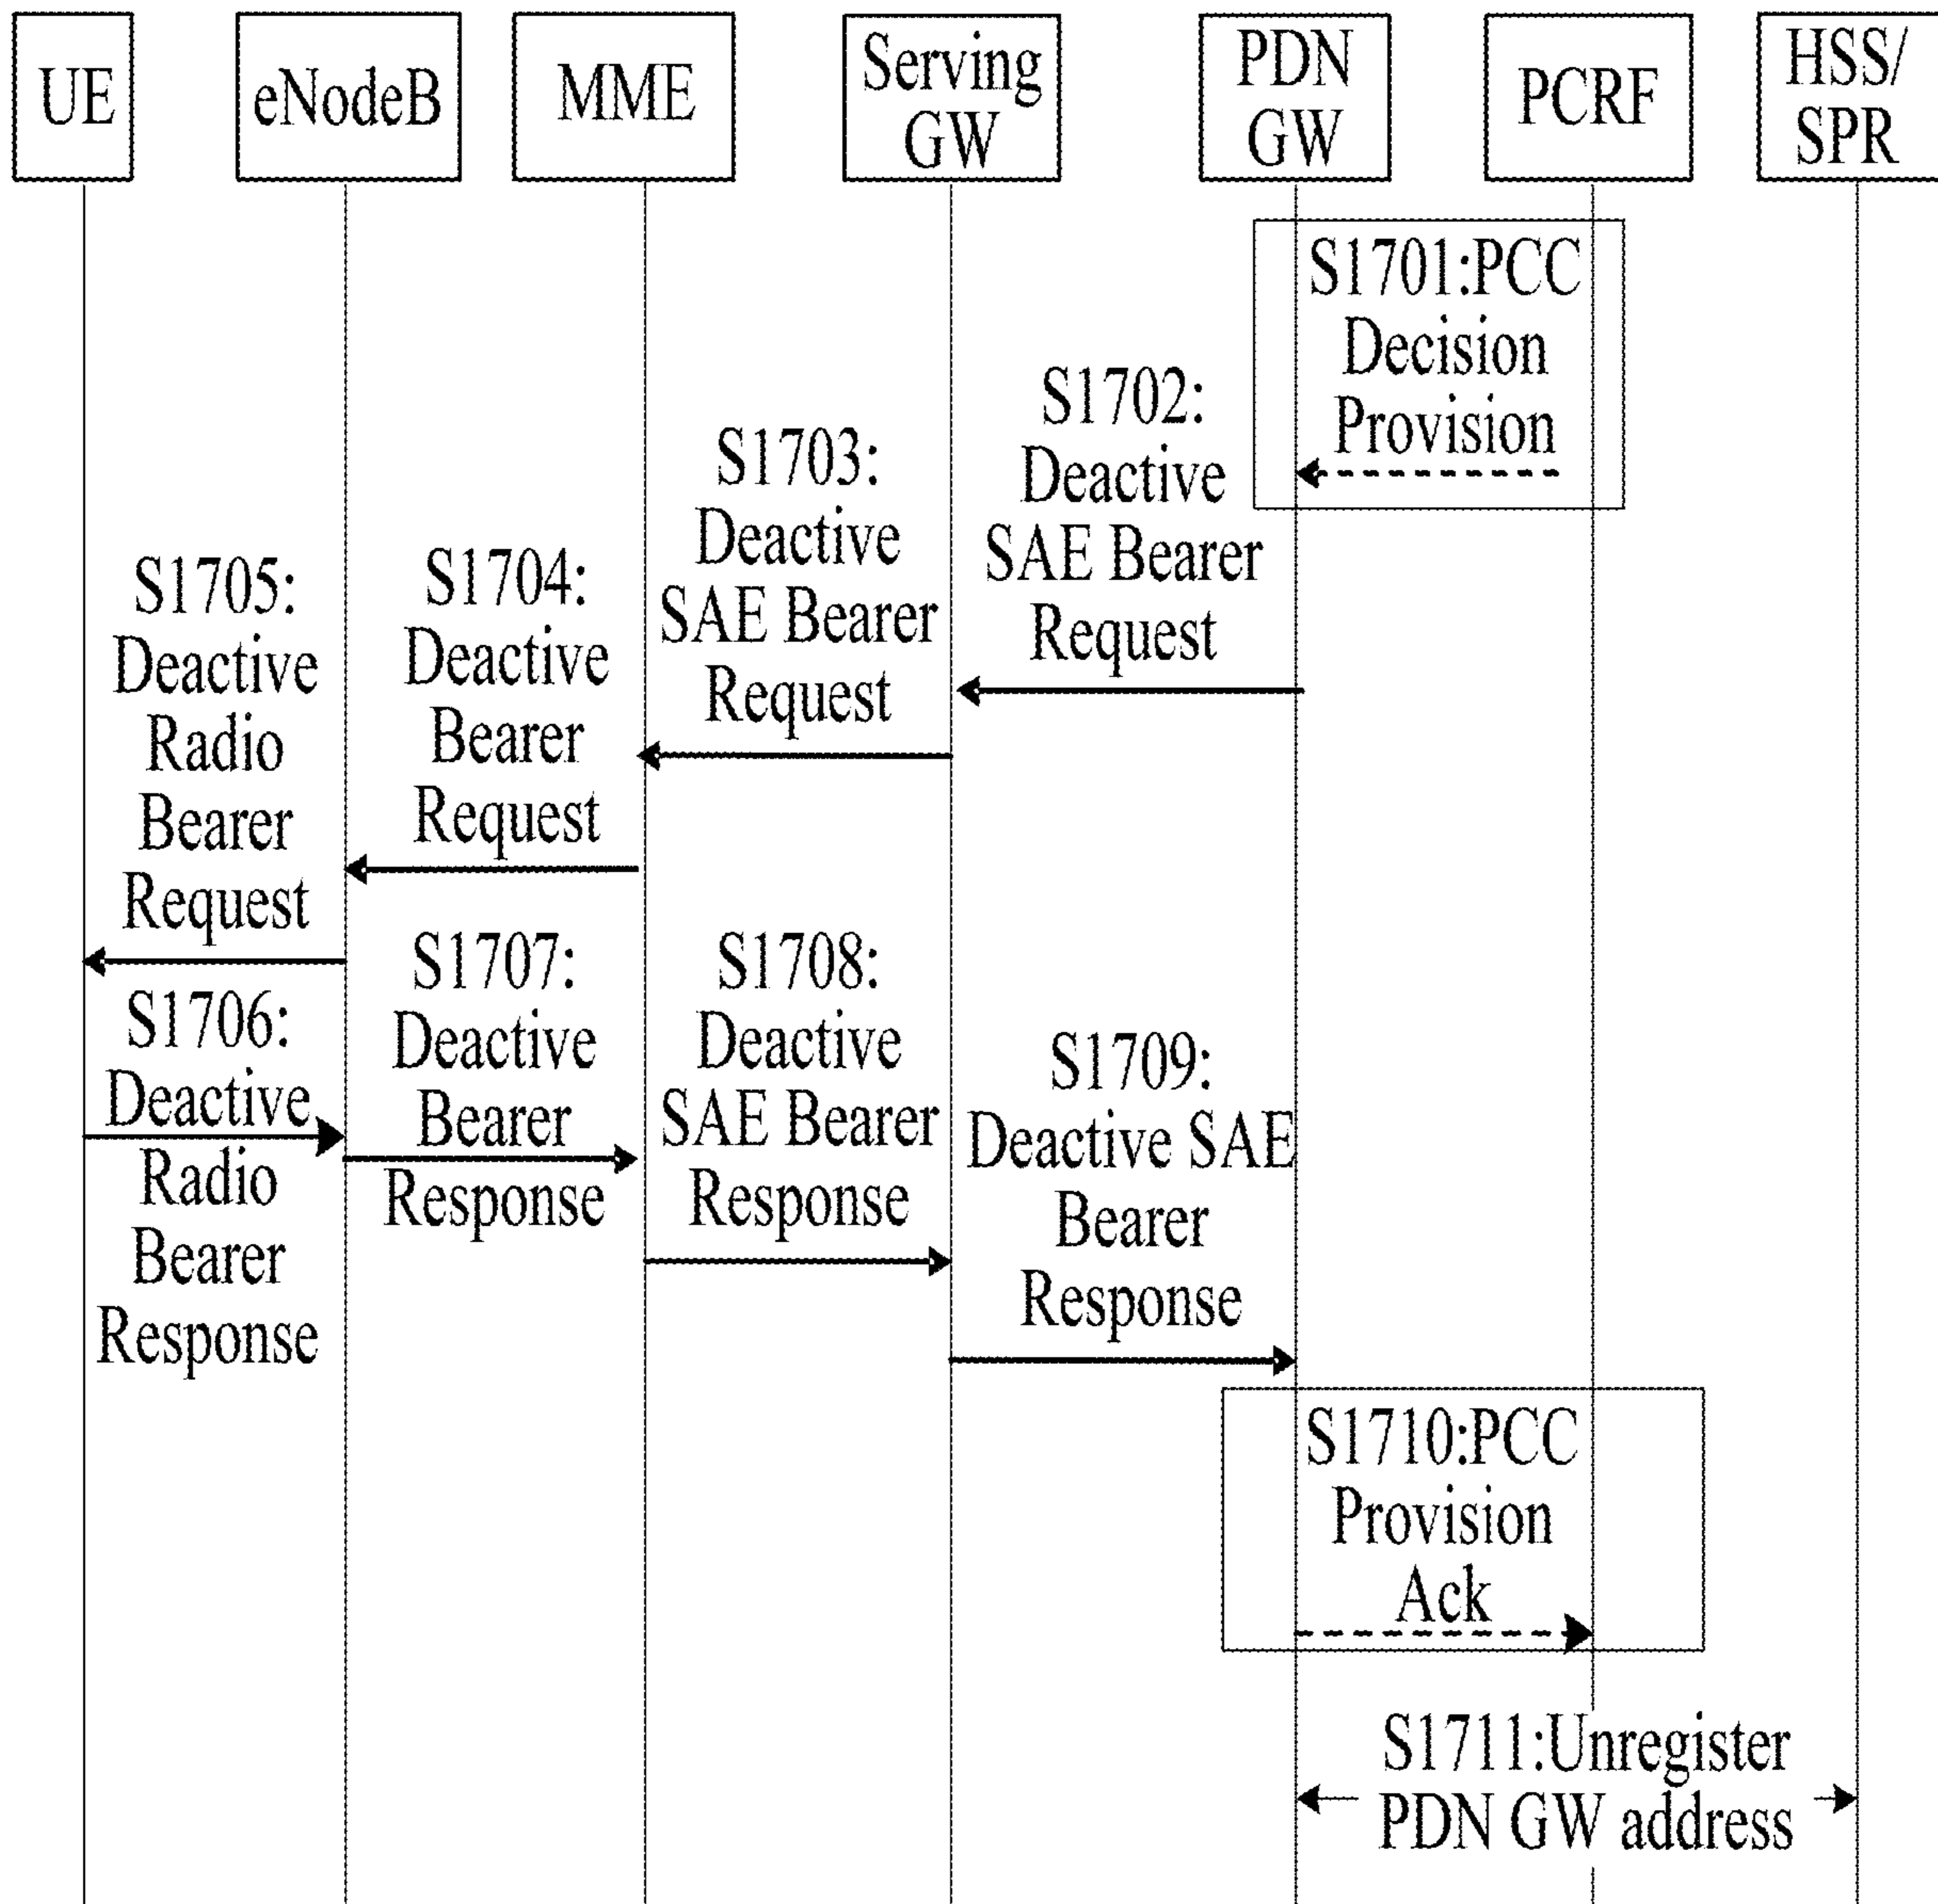 UE
eNodeB
MME
Serving
GW
PDN
GW
PCRF
HSS/
SPR
S1701:PCC
Decision
Provision
S1702:
Deactive
SAE Bearer
Request
S1703:
Deactive
SAE Bearer
Request
S1704:
Deactive
Bearer
Request
S1705:
Deactive
Radio
Bearer
Request
S1706:
Deactive
Radio
Bearer
Response
S1707:
Deactive
Bearer
Response
S1708:
Deactive
SAE Bearer
Response
S1709:
Deactive SAE
Bearer
Response
S1710:PCC
Provision
Ack
S1711:Unregister
PDN GW address